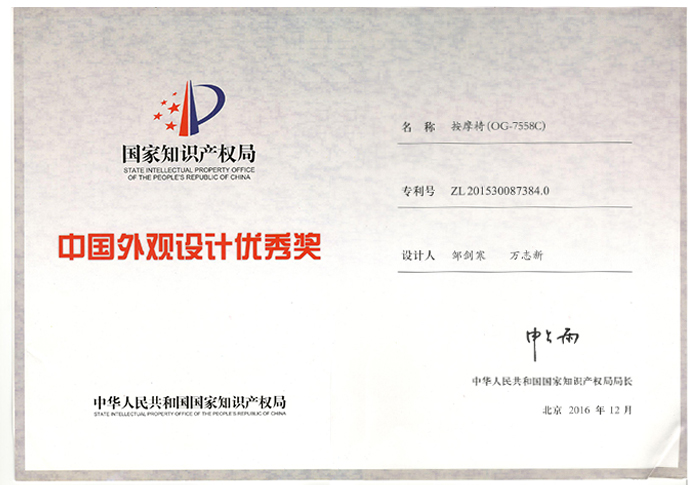 国家知识产权局
STATE INTELLECTUAL PROPERTY OFFICE
OF THE PEOPLE'S REPUBLIC OF CHINA
中国外观设计优秀奖
中华人民共和国国家知识产权局
STATE INTELLECTUAL PROPERTY OFFICE OF THE PEOPLE'S REPUBLIC OF CHINA
名 称 按摩椅(OG-7558C)
专利号 ZL 201530087384.0
设计人 邹剑寒 万志新
申长雨
中华人民共和国国家知识产权局局长
北京 2016 年 12 月